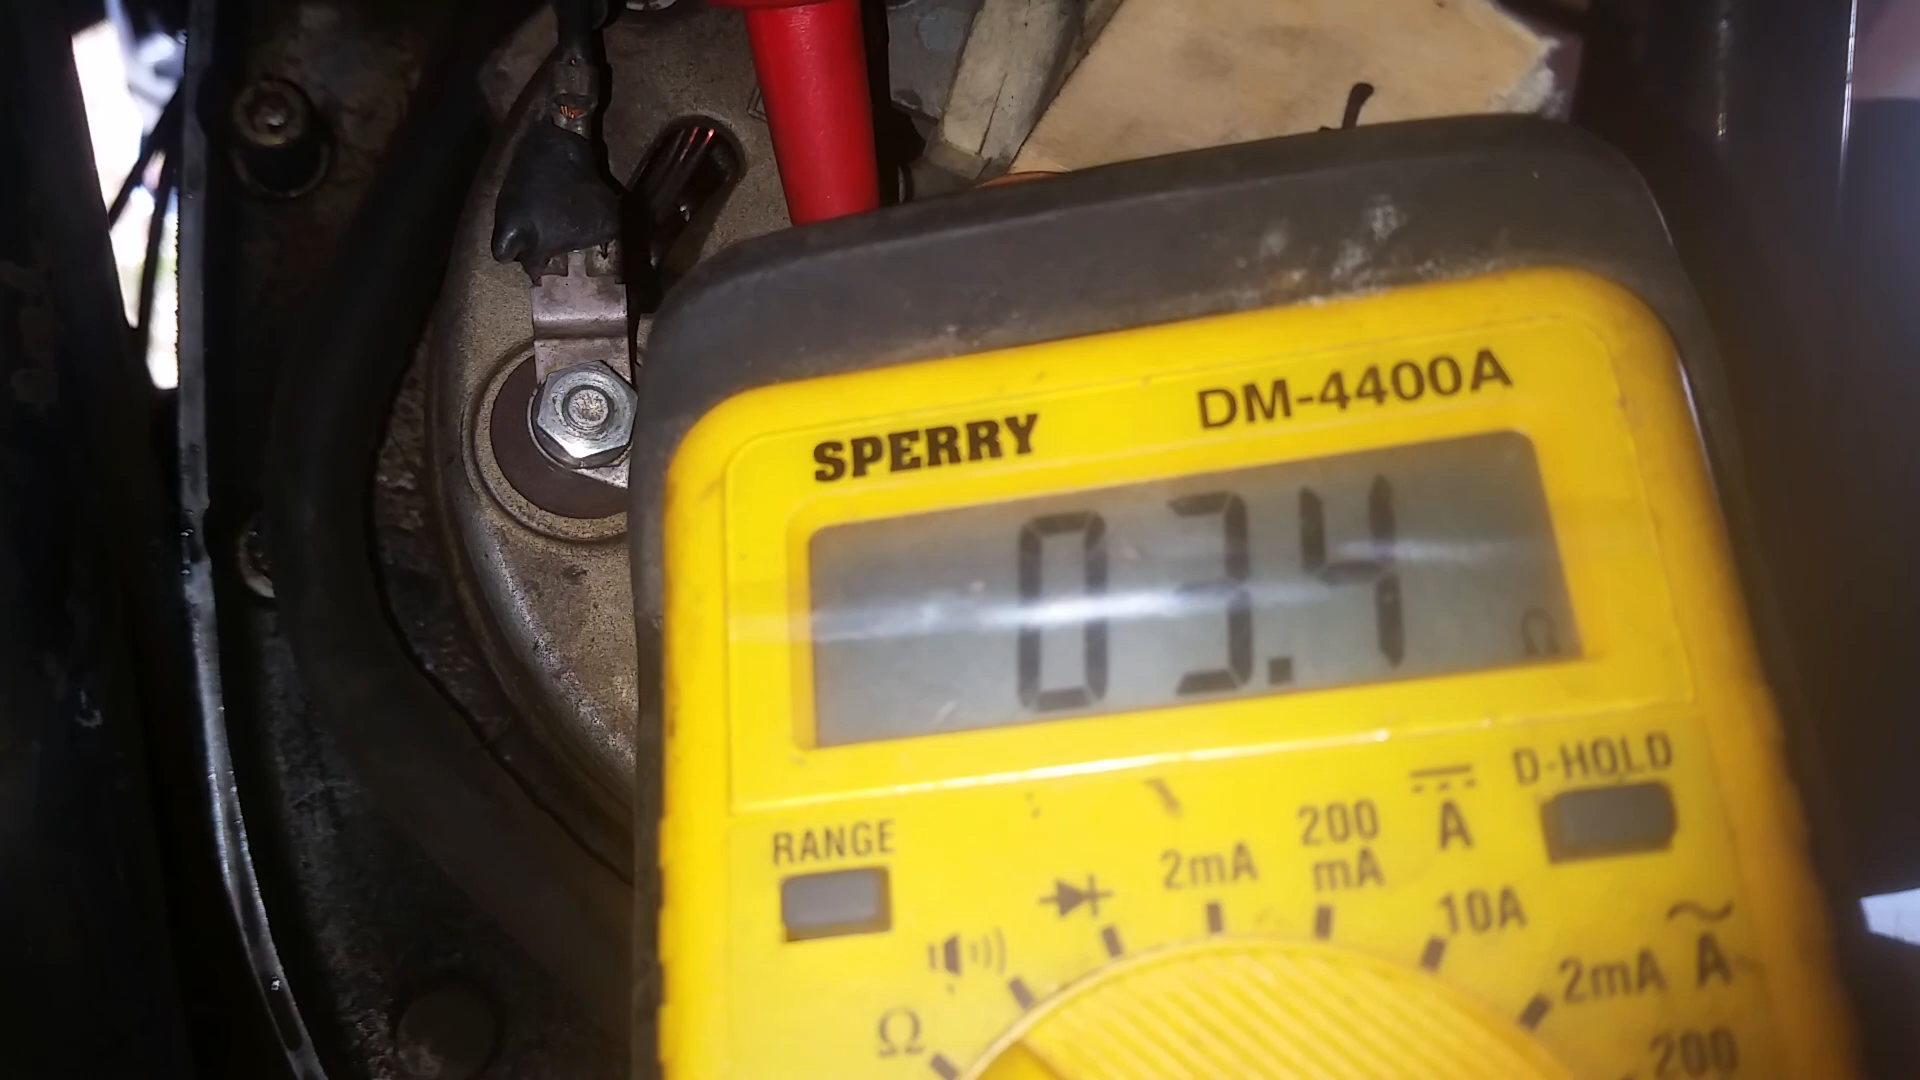 SPERRY DM-4400A
03.4 Ω
D-HOLD
RANGE
2mA
200 mA
A
10A
2mA A
Ω
200